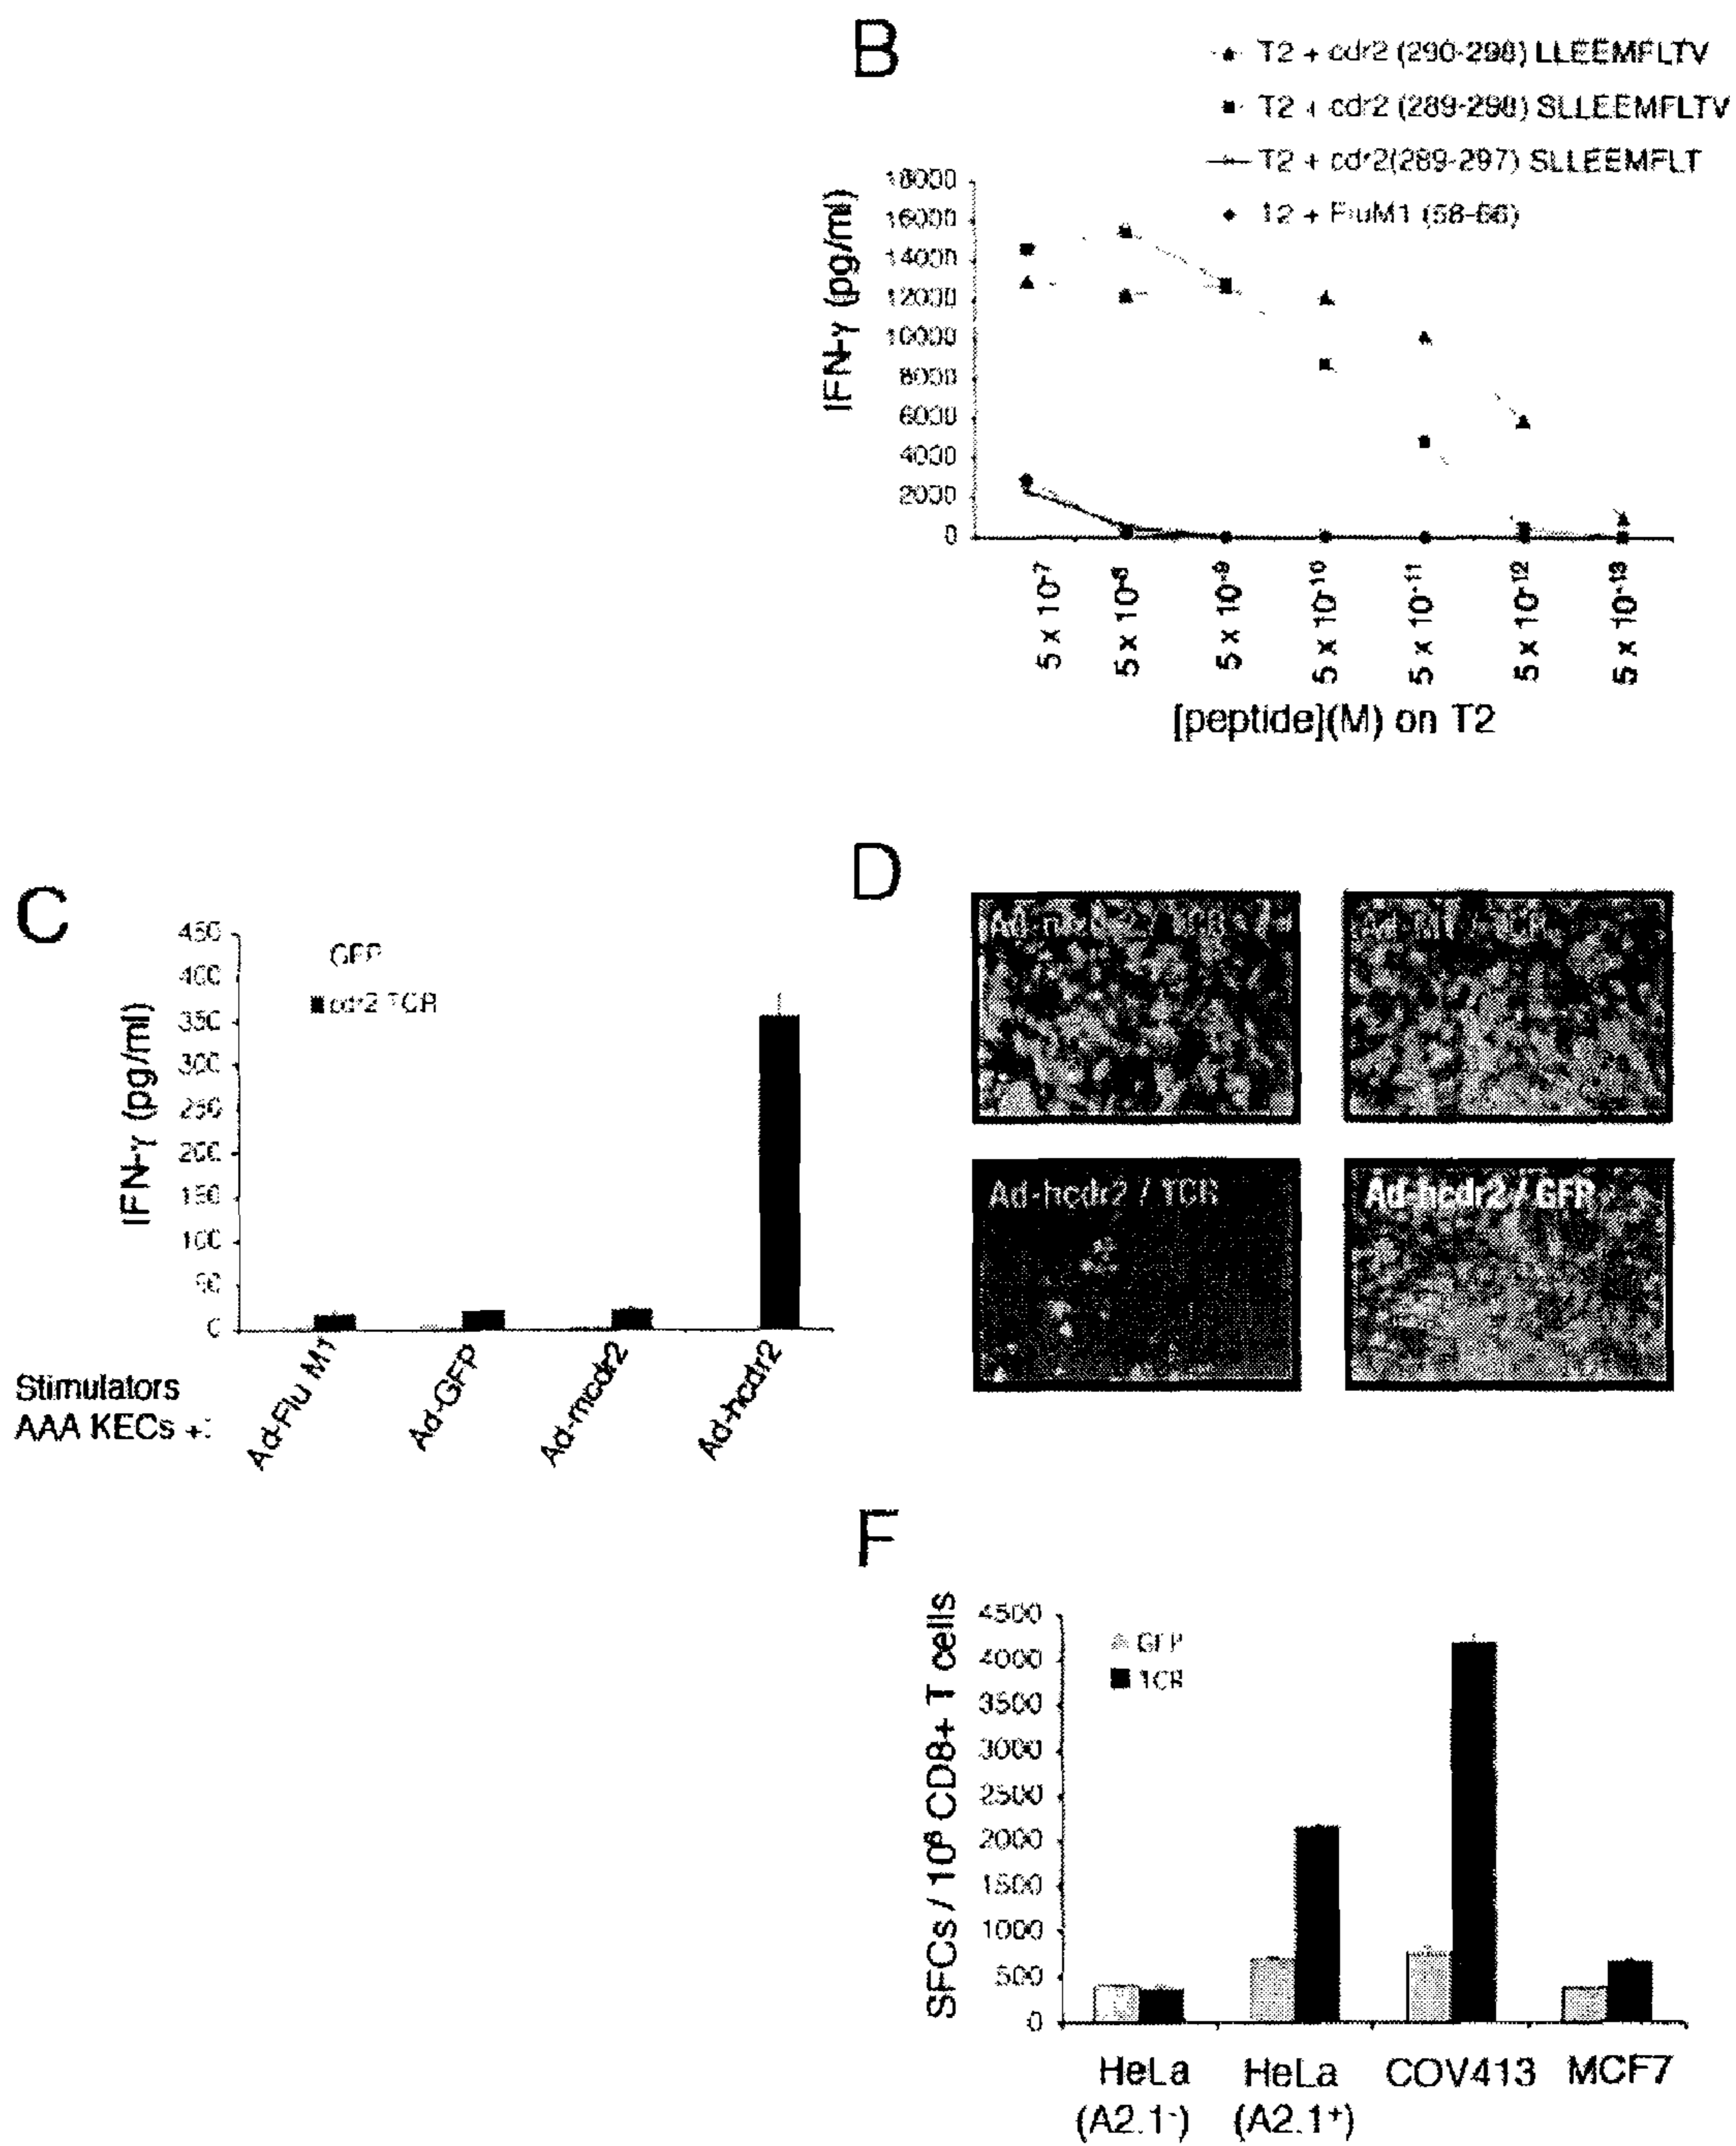 B
T2 + cdr2 (290-298) LLEEMFLTV
T2 + cdr2 (289-298) SLLEEMFLTV
T2 + cdr2(289-297) SLLEEMFLT
T2 + FluM1 (58-66)
IFN-γ (pg/ml)
18000
16000
14000
12000
10000
8000
6000
4000
2000
0
5 x 10⁻⁷
5 x 10⁻⁸
5 x 10⁻⁹
5 x 10⁻¹⁰
5 x 10⁻¹¹
5 x 10⁻¹²
5 x 10⁻¹³
[peptide](M) on T2
C
IFN-γ (pg/ml)
450
400
350
300
250
200
150
100
50
0
GFP
cdr2 TCR
Stimulators
AAA KECs +:
Ad-Flu M1
Ad-GFP
Ad-mcdr2
Ad-hcdr2
D
Ad-mcdr2 / TCR
Ad-M1 / TCR
Ad-hcdr2 / TCR
Ad-hcdr2 / GFP
F
SFCs / 10⁶ CD8+ T cells
4500
4000
3500
3000
2500
2000
1500
1000
500
0
GFP
TCR
HeLa
(A2.1⁻)
HeLa
(A2.1⁺)
COV413
MCF7